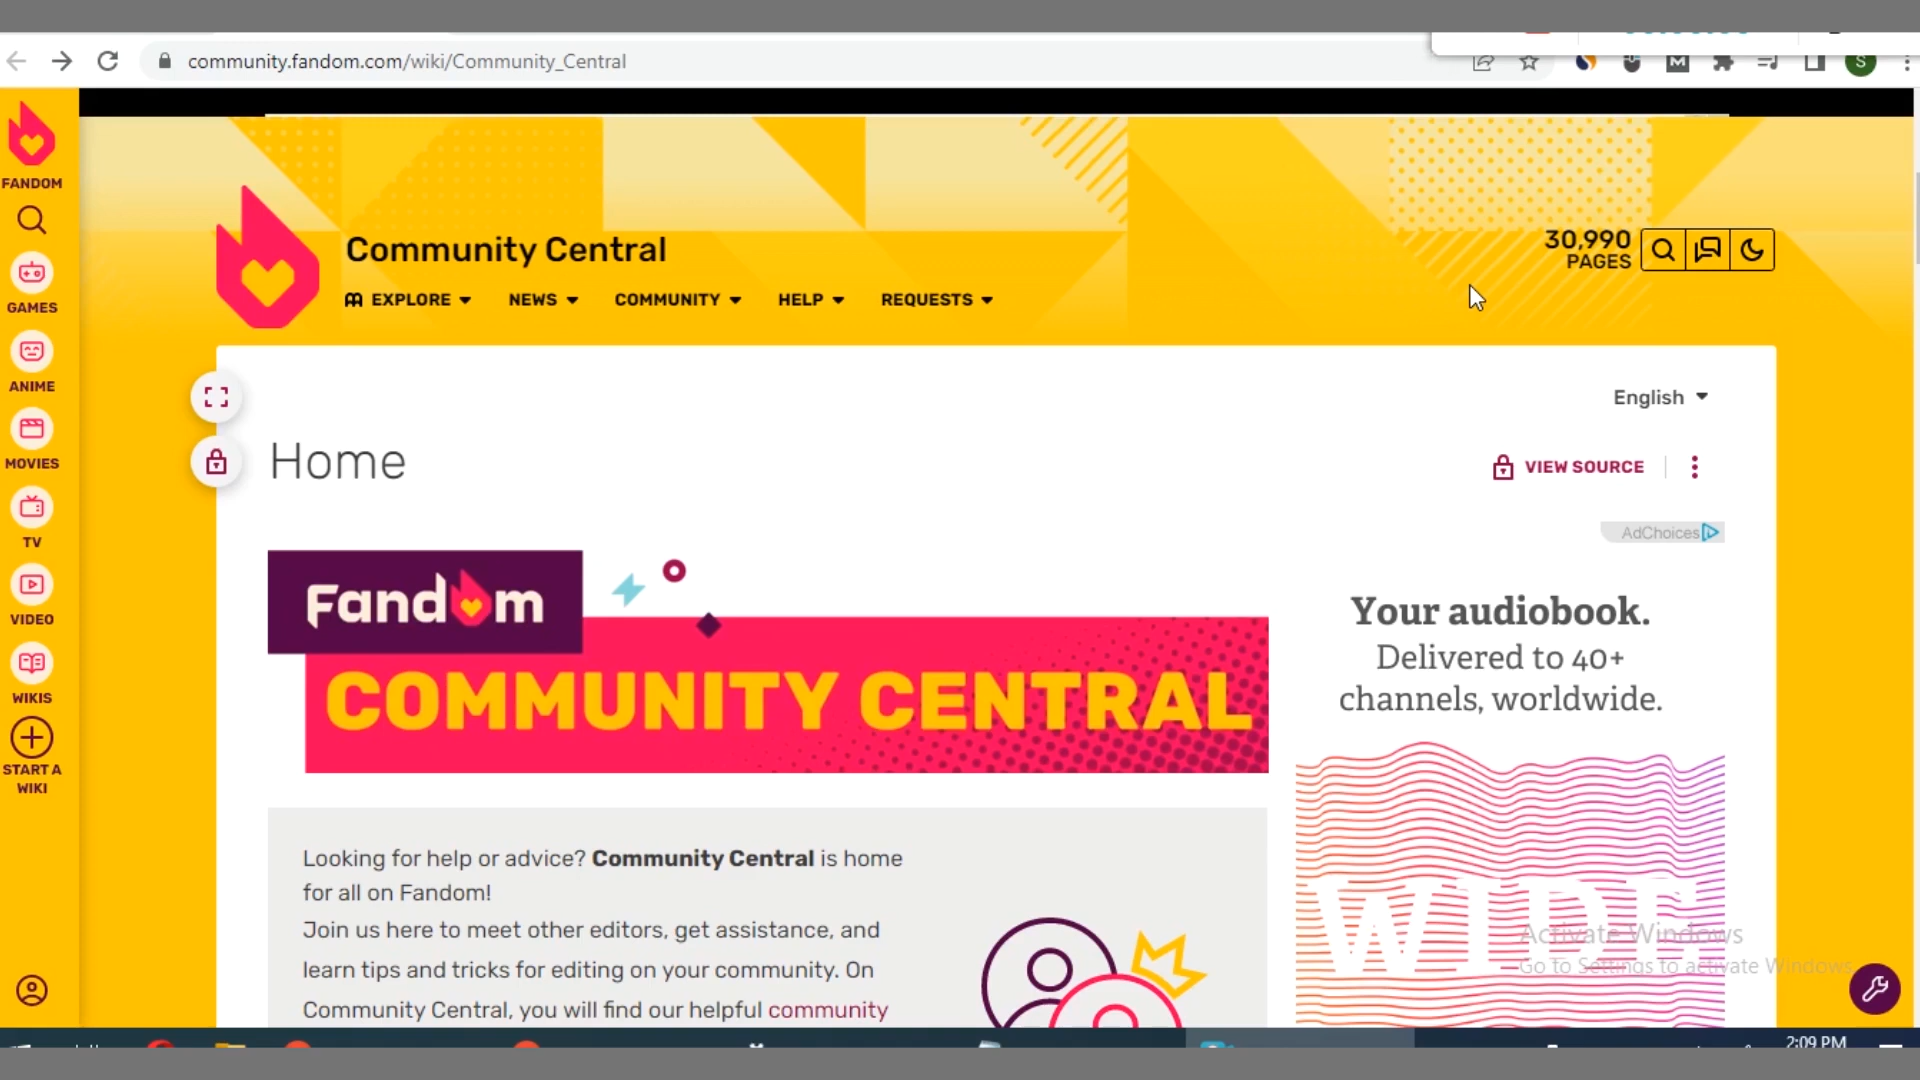 community.fandom.com/wiki/Community_Central
M
S
FANDOM
GAMES
ANIME
MOVIES
TV
VIDEO
WIKIS
START A
WIKI
Community Central
EXPLORE
NEWS
COMMUNITY
HELP
REQUESTS
30,990
PAGES
English
Home
VIEW SOURCE
AdChoices
Fandom
COMMUNITY CENTRAL
Your audiobook.
Delivered to 40+
channels, worldwide.
WIDE
Looking for help or advice? Community Central is home
for all on Fandom!
Join us here to meet other editors, get assistance, and
learn tips and tricks for editing on your community. On
Community Central, you will find our helpful community
Activate Windows
Go to Settings to activate Windows.
2:09 PM